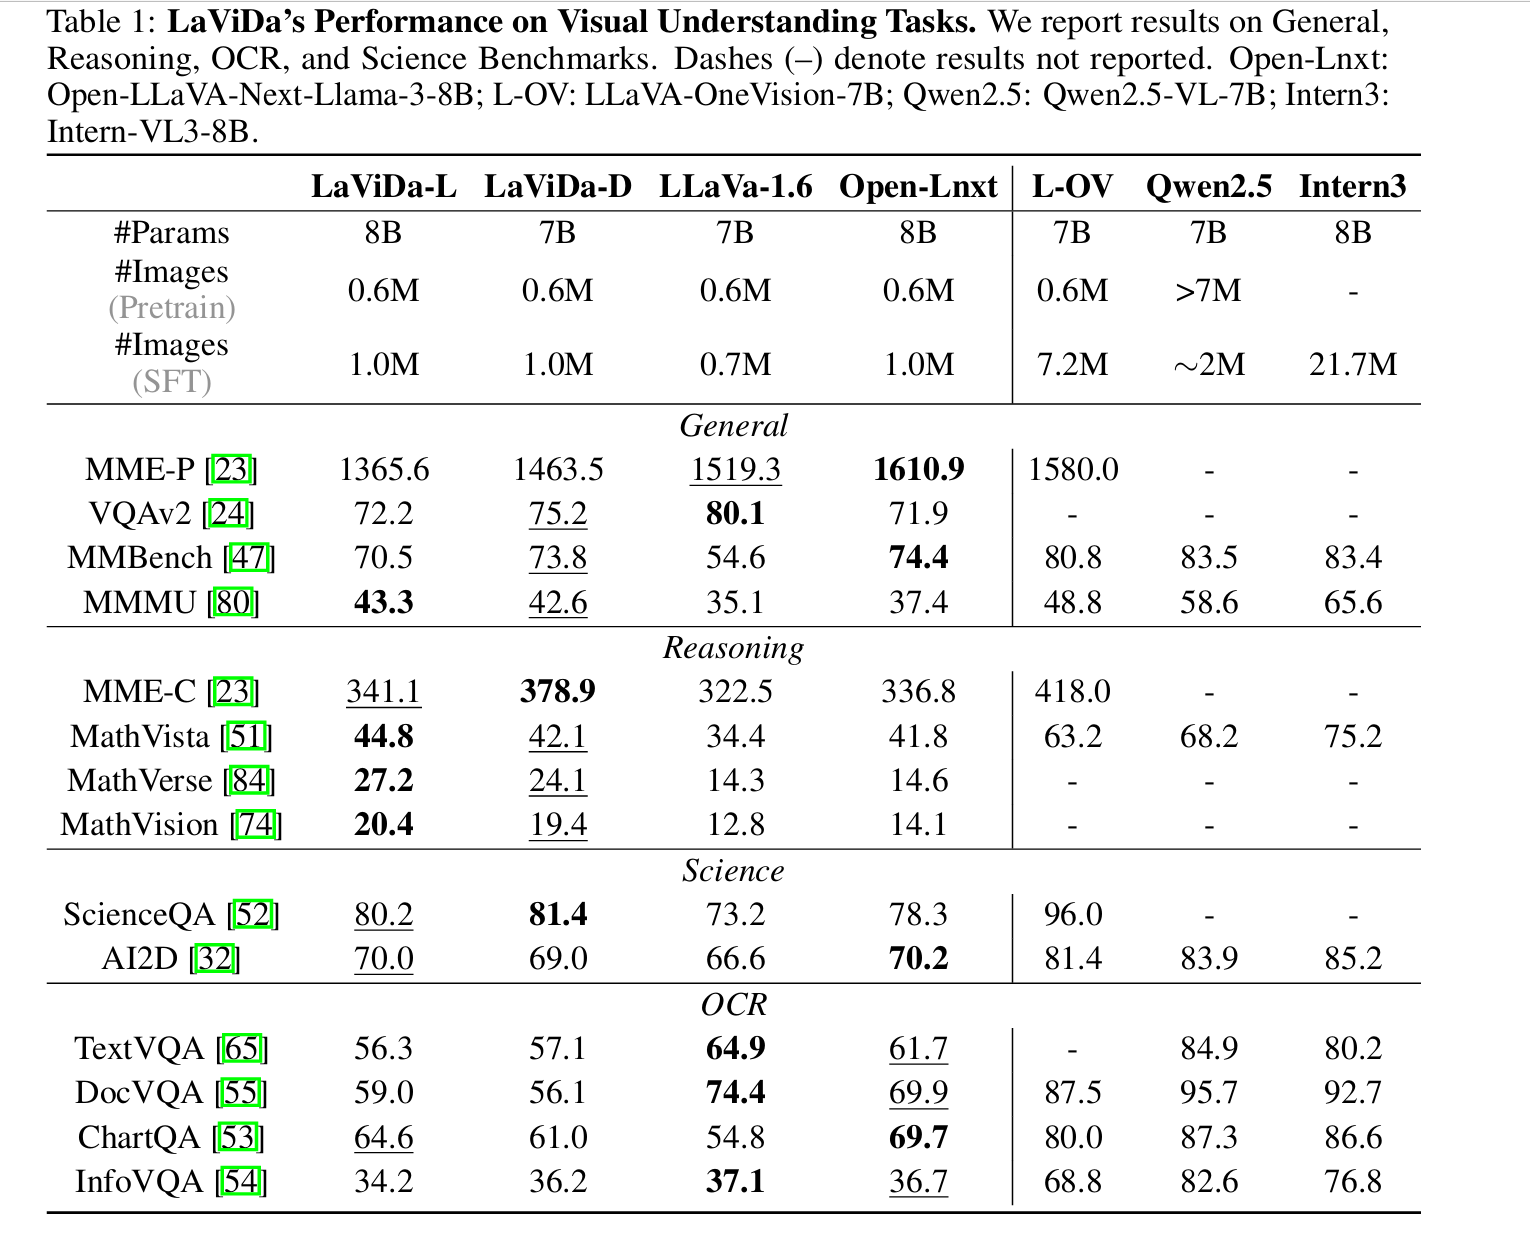 Table 1: LaViDa's Performance on Visual Understanding Tasks. We report results on General,
Reasoning, OCR, and Science Benchmarks. Dashes (–) denote results not reported. Open-Lnxt:
Open-LLaVA-Next-Llama-3-8B; L-OV: LLaVA-OneVision-7B; Qwen2.5: Qwen2.5-VL-7B; Intern3:
Intern-VL3-8B.
LaViDa-L LaViDa-D LLaVa-1.6 Open-Lnxt L-OV Qwen2.5 Intern3
#Params 8B 7B 7B 8B 7B 7B 8B
#Images
(Pretrain) 0.6M 0.6M 0.6M 0.6M 0.6M >7M -
#Images
(SFT) 1.0M 1.0M 0.7M 1.0M 7.2M ~2M 21.7M
General
MME-P [23] 1365.6 1463.5 1519.3 1610.9 1580.0 - -
VQAv2 [24] 72.2 75.2 80.1 71.9 - - -
MMBench [47] 70.5 73.8 54.6 74.4 80.8 83.5 83.4
MMMU [80] 43.3 42.6 35.1 37.4 48.8 58.6 65.6
Reasoning
MME-C [23] 341.1 378.9 322.5 336.8 418.0 - -
MathVista [51] 44.8 42.1 34.4 41.8 63.2 68.2 75.2
MathVerse [84] 27.2 24.1 14.3 14.6 - - -
MathVision [74] 20.4 19.4 12.8 14.1 - - -
Science
ScienceQA [52] 80.2 81.4 73.2 78.3 96.0 - -
AI2D [32] 70.0 69.0 66.6 70.2 81.4 83.9 85.2
OCR
TextVQA [65] 56.3 57.1 64.9 61.7 - 84.9 80.2
DocVQA [55] 59.0 56.1 74.4 69.9 87.5 95.7 92.7
ChartQA [53] 64.6 61.0 54.8 69.7 80.0 87.3 86.6
InfoVQA [54] 34.2 36.2 37.1 36.7 68.8 82.6 76.8